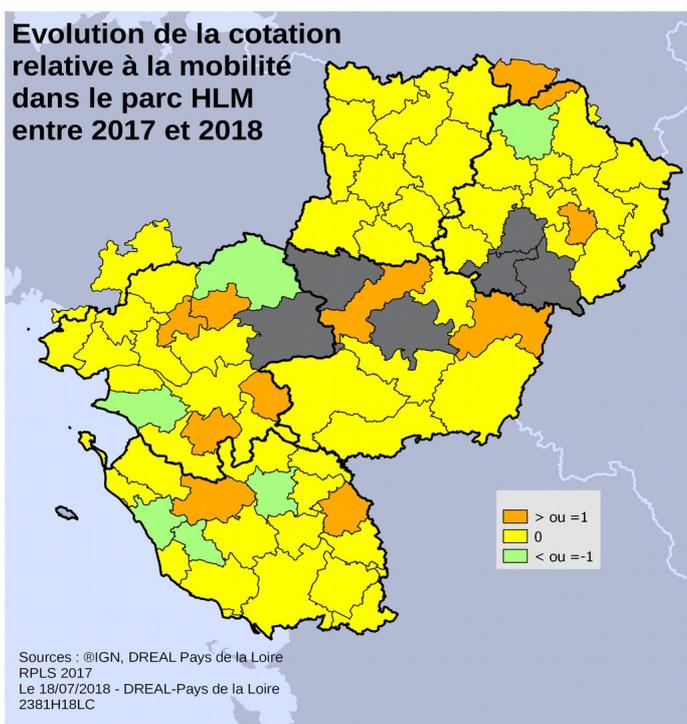 Evolution de la cotation
relative à la mobilité
dans le parc HLM
entre 2017 et 2018
> ou =1
0
< ou =-1
Sources : ®IGN, DREAL Pays de la Loire
RPLS 2017
Le 18/07/2018 - DREAL-Pays de la Loire
2381H18LC